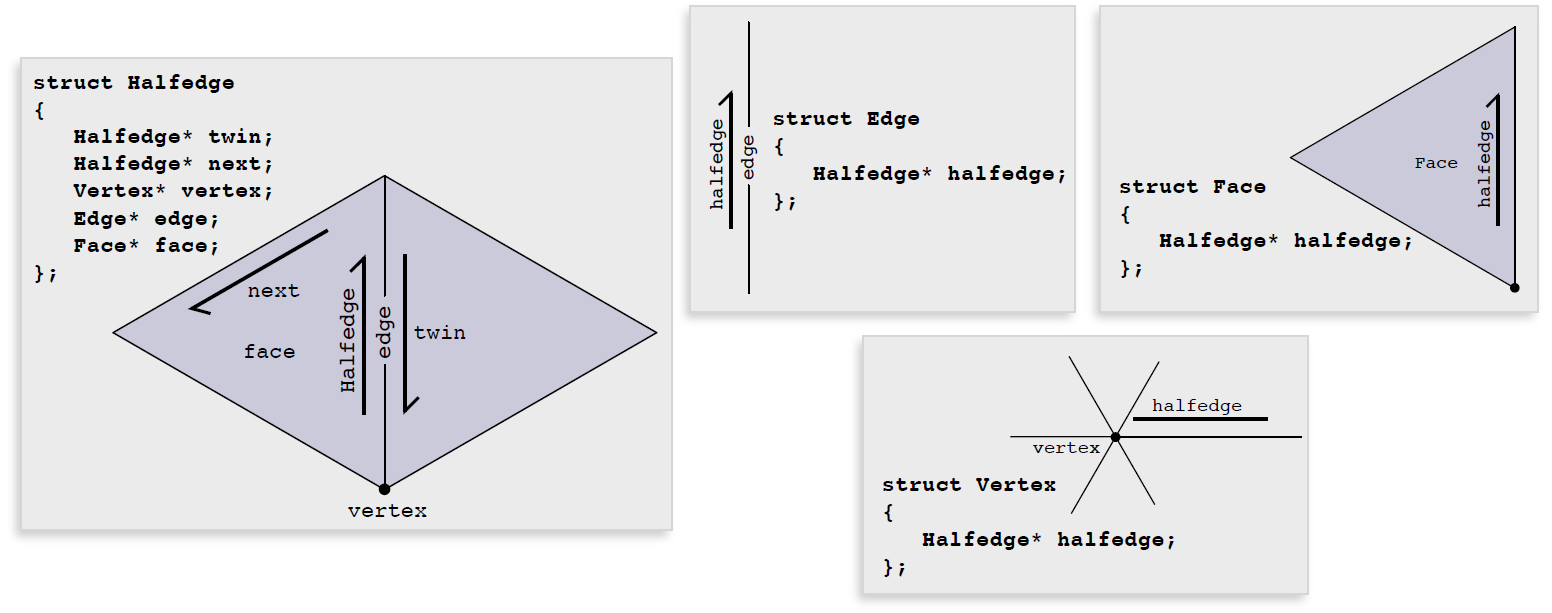 struct Halfedge
{
Halfedge* twin;
Halfedge* next;
Vertex* vertex;
Edge* edge;
Face* face;
};
next
face
Halfedge
edge
twin
vertex
halfedge
edge
struct Edge
{
Halfedge* halfedge;
};
Face
halfedge
struct Face
{
Halfedge* halfedge;
};
halfedge
vertex
struct Vertex
{
Halfedge* halfedge;
};